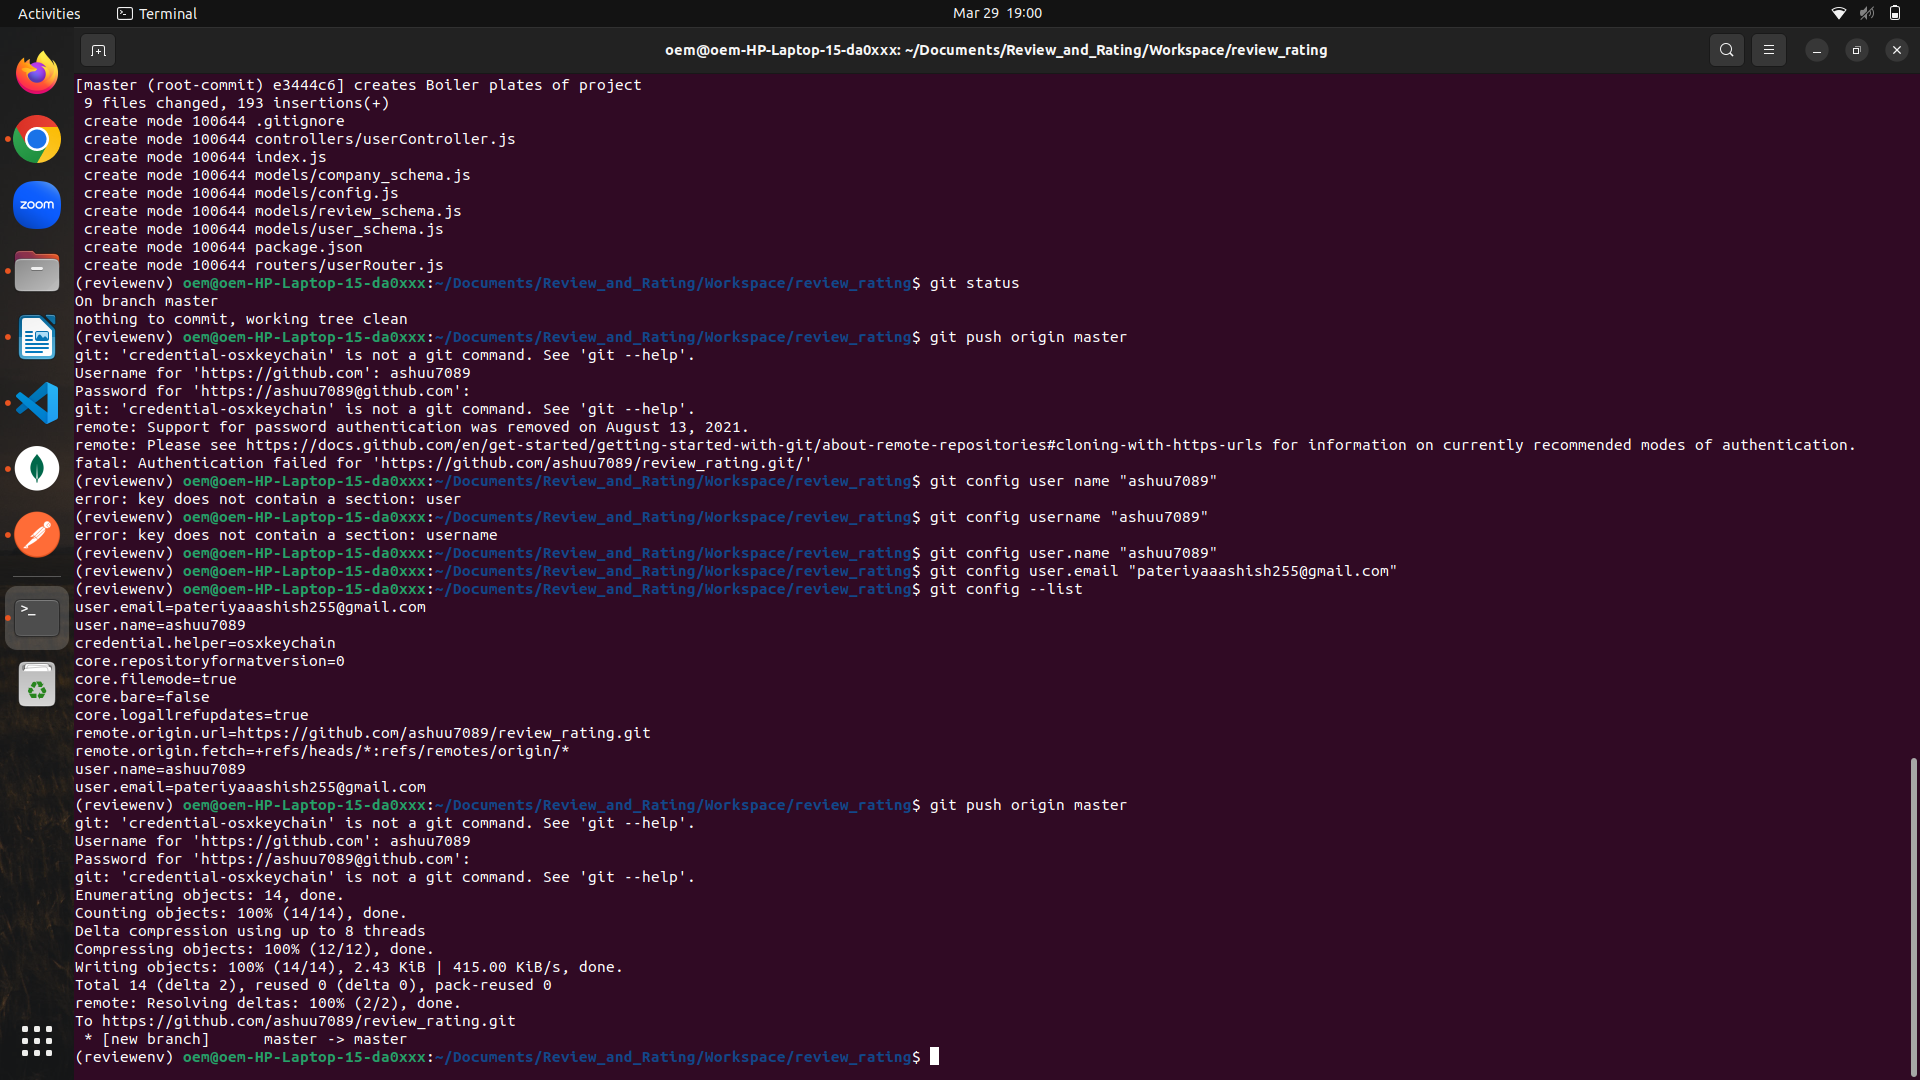 Activities
Terminal
Mar 29 19:00
oem@oem-HP-Laptop-15-da0xxx: ~/Documents/Review_and_Rating/Workspace/review_rating
zoom
[master (root-commit) e3444c6] creates Boiler plates of project
 9 files changed, 193 insertions(+)
 create mode 100644 .gitignore
 create mode 100644 controllers/userController.js
 create mode 100644 index.js
 create mode 100644 models/company_schema.js
 create mode 100644 models/config.js
 create mode 100644 models/review_schema.js
 create mode 100644 models/user_schema.js
 create mode 100644 package.json
 create mode 100644 routers/userRouter.js
(reviewenv) oem@oem-HP-Laptop-15-da0xxx:~/Documents/Review_and_Rating/Workspace/review_rating$ git status
On branch master
nothing to commit, working tree clean
(reviewenv) oem@oem-HP-Laptop-15-da0xxx:~/Documents/Review_and_Rating/Workspace/review_rating$ git push origin master
git: 'credential-osxkeychain' is not a git command. See 'git --help'.
Username for 'https://github.com': ashuu7089
Password for 'https://ashuu7089@github.com':
git: 'credential-osxkeychain' is not a git command. See 'git --help'.
remote: Support for password authentication was removed on August 13, 2021.
remote: Please see https://docs.github.com/en/get-started/getting-started-with-git/about-remote-repositories#cloning-with-https-urls for information on currently recommended modes of authentication.
fatal: Authentication failed for 'https://github.com/ashuu7089/review_rating.git/'
(reviewenv) oem@oem-HP-Laptop-15-da0xxx:~/Documents/Review_and_Rating/Workspace/review_rating$ git config user name "ashuu7089"
error: key does not contain a section: user
(reviewenv) oem@oem-HP-Laptop-15-da0xxx:~/Documents/Review_and_Rating/Workspace/review_rating$ git config username "ashuu7089"
error: key does not contain a section: username
(reviewenv) oem@oem-HP-Laptop-15-da0xxx:~/Documents/Review_and_Rating/Workspace/review_rating$ git config user.name "ashuu7089"
(reviewenv) oem@oem-HP-Laptop-15-da0xxx:~/Documents/Review_and_Rating/Workspace/review_rating$ git config user.email "pateriyaaashish255@gmail.com"
(reviewenv) oem@oem-HP-Laptop-15-da0xxx:~/Documents/Review_and_Rating/Workspace/review_rating$ git config --list
user.email=pateriyaaashish255@gmail.com
user.name=ashuu7089
credential.helper=osxkeychain
core.repositoryformatversion=0
core.filemode=true
core.bare=false
core.logallrefupdates=true
remote.origin.url=https://github.com/ashuu7089/review_rating.git
remote.origin.fetch=+refs/heads/*:refs/remotes/origin/*
user.name=ashuu7089
user.email=pateriyaaashish255@gmail.com
(reviewenv) oem@oem-HP-Laptop-15-da0xxx:~/Documents/Review_and_Rating/Workspace/review_rating$ git push origin master
git: 'credential-osxkeychain' is not a git command. See 'git --help'.
Username for 'https://github.com': ashuu7089
Password for 'https://ashuu7089@github.com':
git: 'credential-osxkeychain' is not a git command. See 'git --help'.
Enumerating objects: 14, done.
Counting objects: 100% (14/14), done.
Delta compression using up to 8 threads
Compressing objects: 100% (12/12), done.
Writing objects: 100% (14/14), 2.43 KiB | 415.00 KiB/s, done.
Total 14 (delta 2), reused 0 (delta 0), pack-reused 0
remote: Resolving deltas: 100% (2/2), done.
To https://github.com/ashuu7089/review_rating.git
 * [new branch]      master -> master
(reviewenv) oem@oem-HP-Laptop-15-da0xxx:~/Documents/Review_and_Rating/Workspace/review_rating$